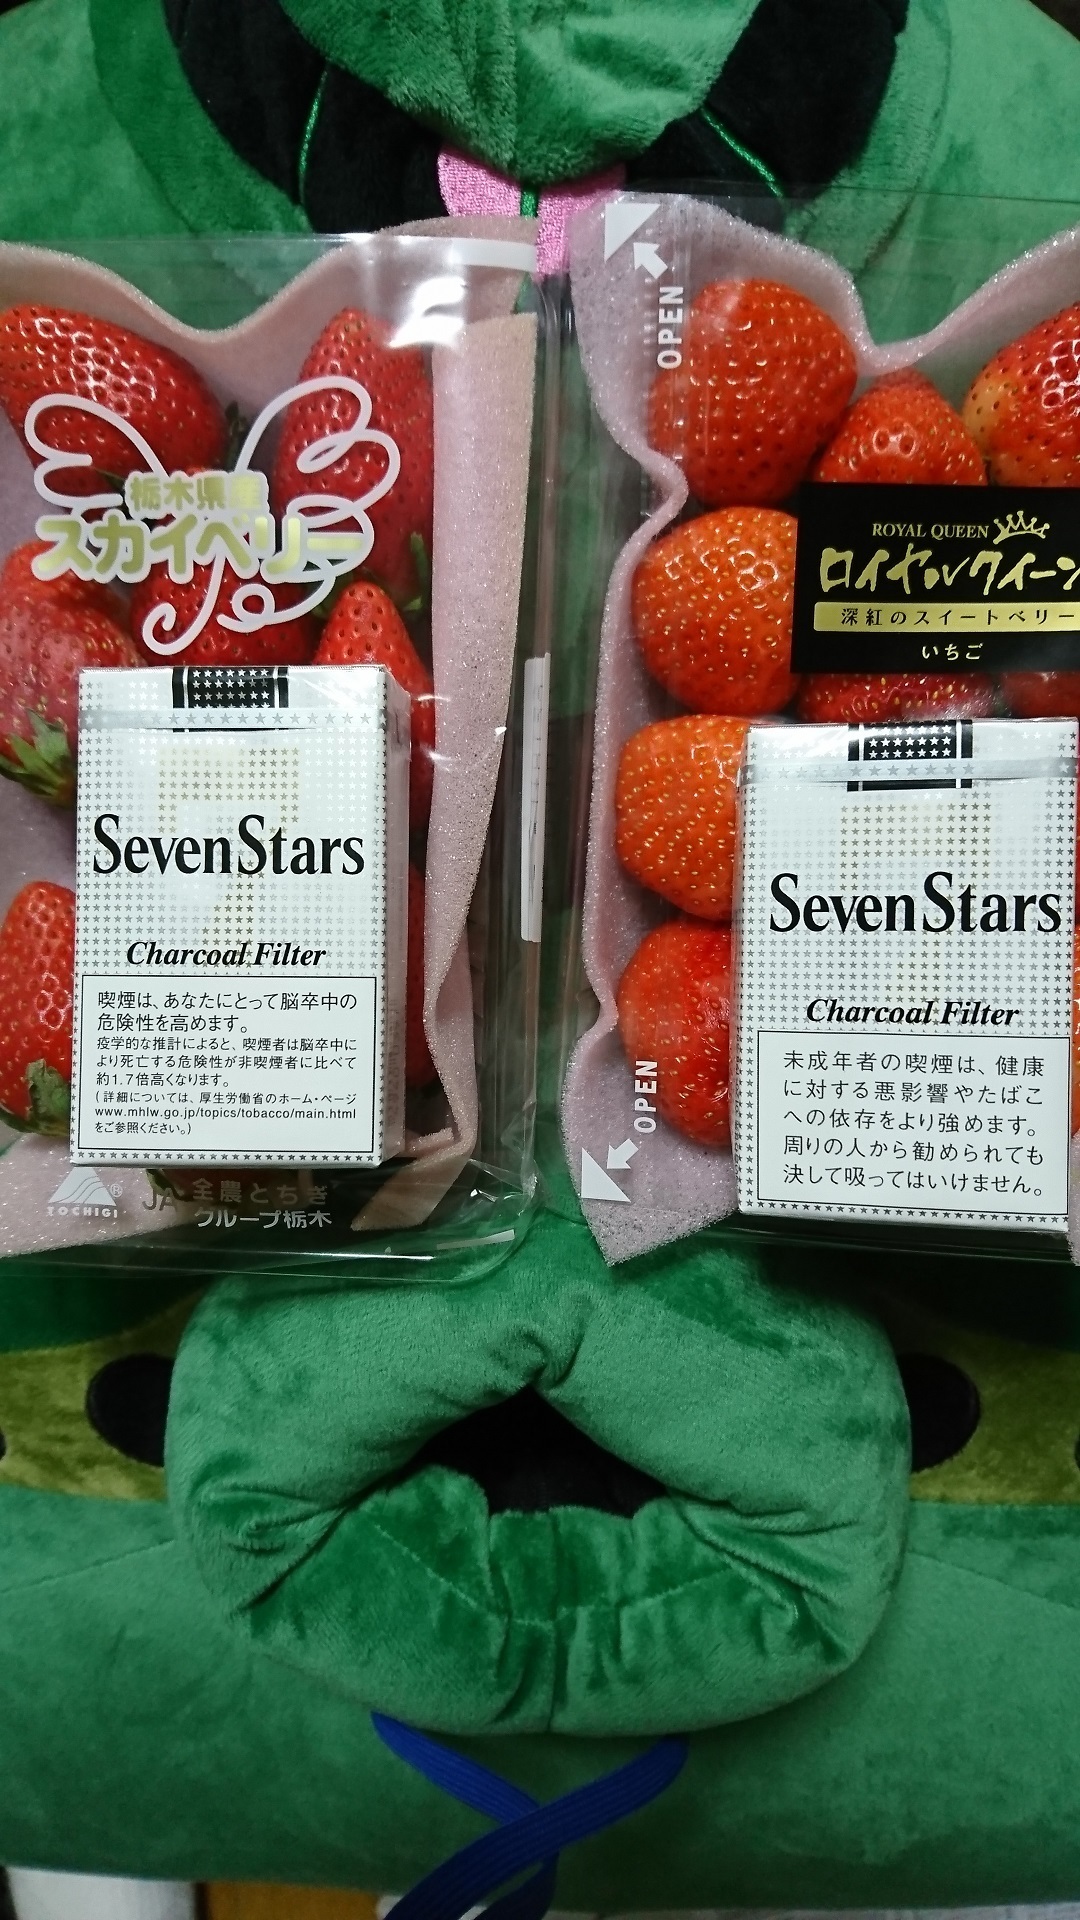 栃木県産
スカイベリー
SevenStars
Charcoal Filter
喫煙は、あなたにとって脳卒中の
危険性を高めます。
疫学的な推計によると、喫煙者は脳卒中に
より死亡する危険性が非喫煙者に比べて
約1.7倍高くなります。
(詳細については、厚生労働省のホーム・ページ
www.mhlw.go.jp/topics/tobacco/main.html
をご参照ください。)
TOCHIGI
JA全農とちぎ
グループ栃木
OPEN
ROYAL QUEEN
ロイヤルクイーン
深紅のスイートベリー
いちご
SevenStars
Charcoal Filter
未成年者の喫煙は、健康
に対する悪影響やたばこ
への依存をより強めます。
周りの人から勧められても
決して吸ってはいけません。
OPEN